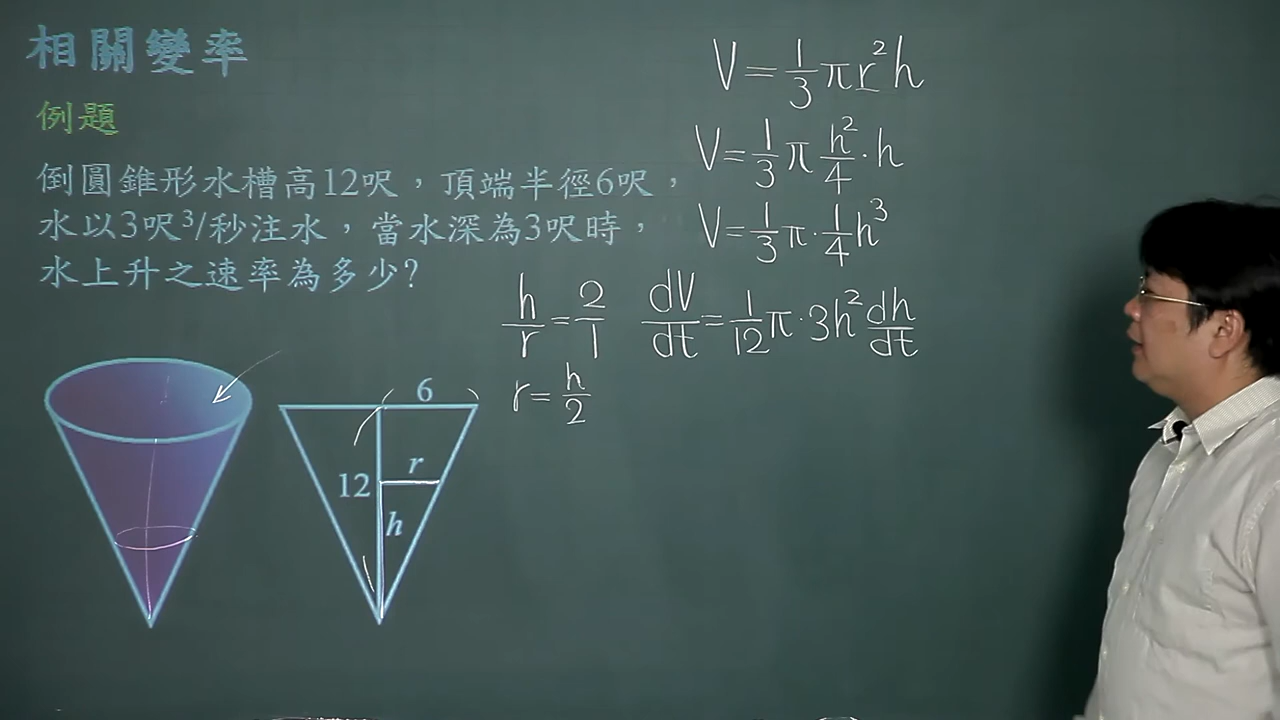 相關變率
例題
倒圓錐形水槽高12呎，頂端半徑6呎，
水以3呎³/秒注水，當水深為3呎時，
水上升之速率為多少?
6
12
r
h
V=1/3 πr²h
V=1/3 π h²/4 · h
V=1/3 π · 1/4 h³
h/r = 2/1
dV/dt = 1/12 π · 3h² dh/dt
r = h/2